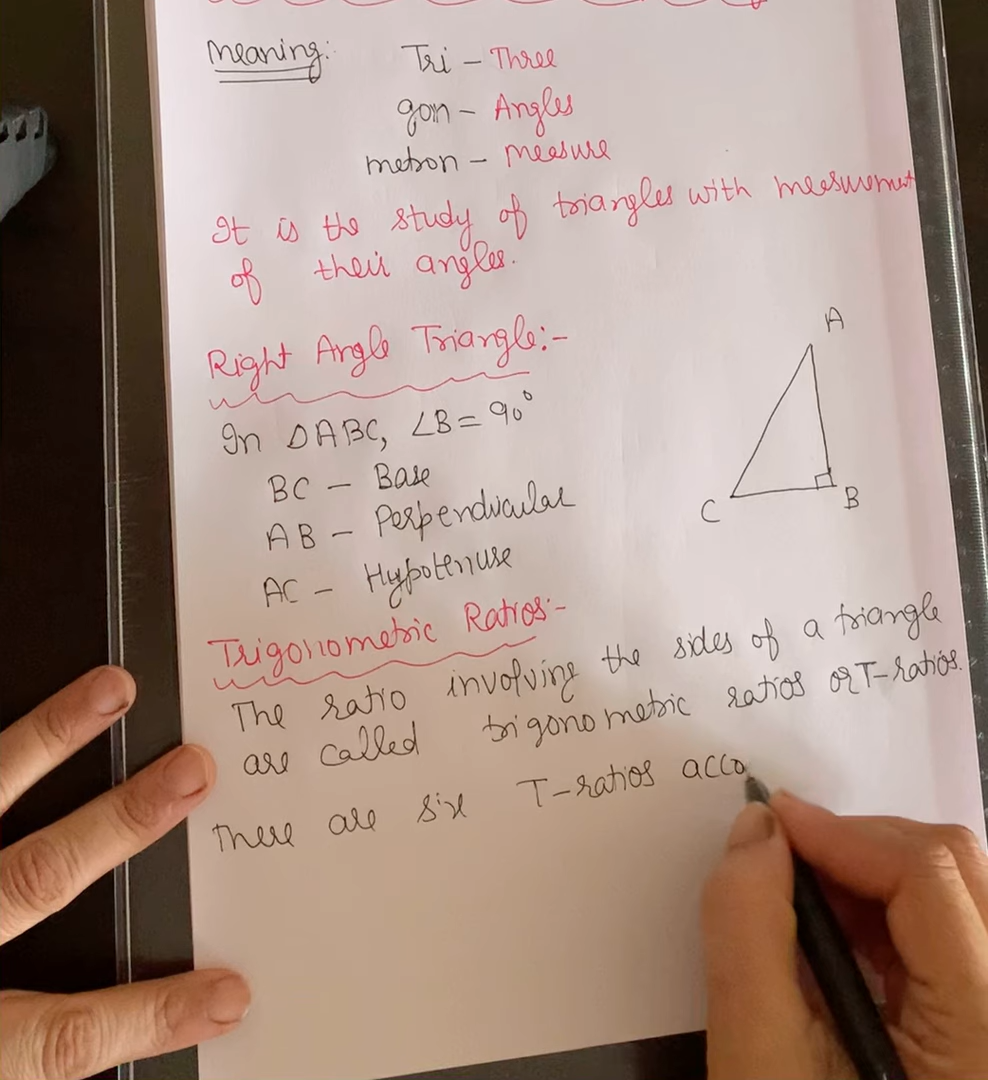 Meaning:
Tri - Three
gon - Angles
metron - Measure
It is the study of triangles with measurement
of their angles.
Right Angle Triangle:-
In ΔABC, ∠B = 90°
BC - Base
AB - Perpendicular
AC - Hypotenuse
A
C
B
Trigonometric Ratios:-
The ratio involving the sides of a triangle
are called trigonometric ratios or T-ratios.
There are six T-ratios acco